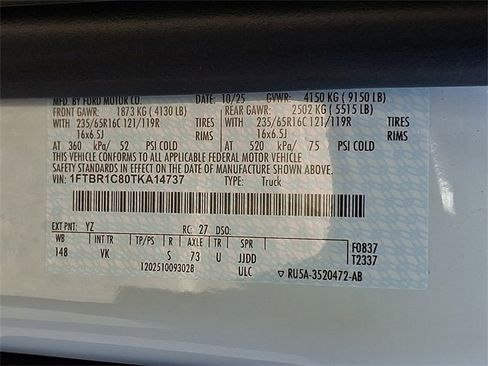 MFD. BY FORD MOTOR CO. DATE: 10/25 GVWR: 4150 KG ( 9150 LB)
FRONT GAWR: 1873 KG ( 4130 LB) REAR GAWR: 2502 KG ( 5515 LB)
WITH 235/65R16C 121/119R TIRES WITH 235/65R16C 121/119R TIRES
16x6.5J RIMS 16x6.5J RIMS
AT 360 kPa/ 52 PSI COLD AT 520 kPa/ 75 PSI COLD
THIS VEHICLE CONFORMS TO ALL APPLICABLE FEDERAL MOTOR VEHICLE
SAFETY STANDARDS IN EFFECT ON THE DATE OF MANUFACTURE SHOWN ABOVE.
VIN: 1FTBR1C80TKA14737 TYPE: Truck
EXT PNT: YZ RC: 27 DSO:
WB INT TR TP/PS R AXLE TR SPR F0837
148 VK S 73 U JJDD T2337
1202510093028 ULC RU5A-3520472-AB